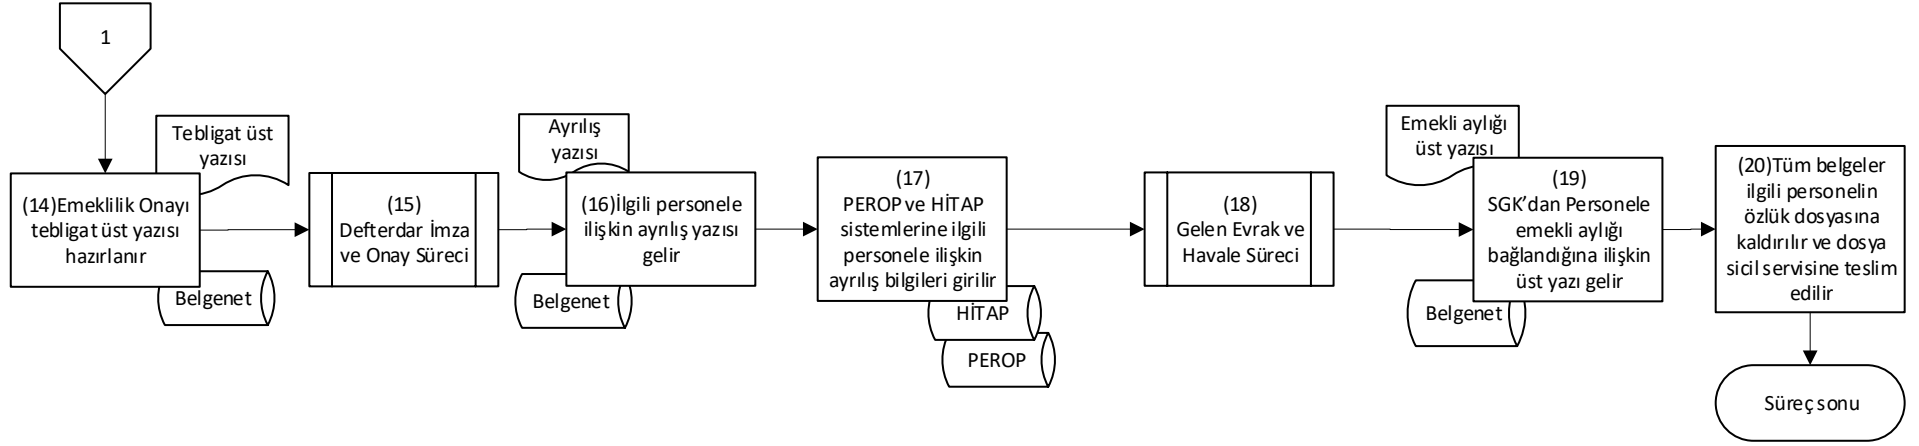 1
Tebligat üst
yazısı
(14)Emeklilik Onayı
tebligat üst yazısı
hazırlanır
Belgenet
(15)
Defterdar İmza
ve Onay Süreci
Ayrılış
yazısı
(16)İlgili personele
ilişkin ayrılış yazısı
gelir
Belgenet
(17)
PEROP ve HİTAP
sistemlerine ilgili
personele ilişkin
ayrılış bilgileri girilir
HİTAP
PEROP
(18)
Gelen Evrak ve
Havale Süreci
Emekli aylığı
üst yazısı
(19)
SGK’dan Personele
emekli aylığı
bağlandığına ilişkin
üst yazı gelir
Belgenet
(20)Tüm belgeler
ilgili personelin
özlük dosyasına
kaldırılır ve dosya
sicil servisine teslim
edilir
Süreç sonu